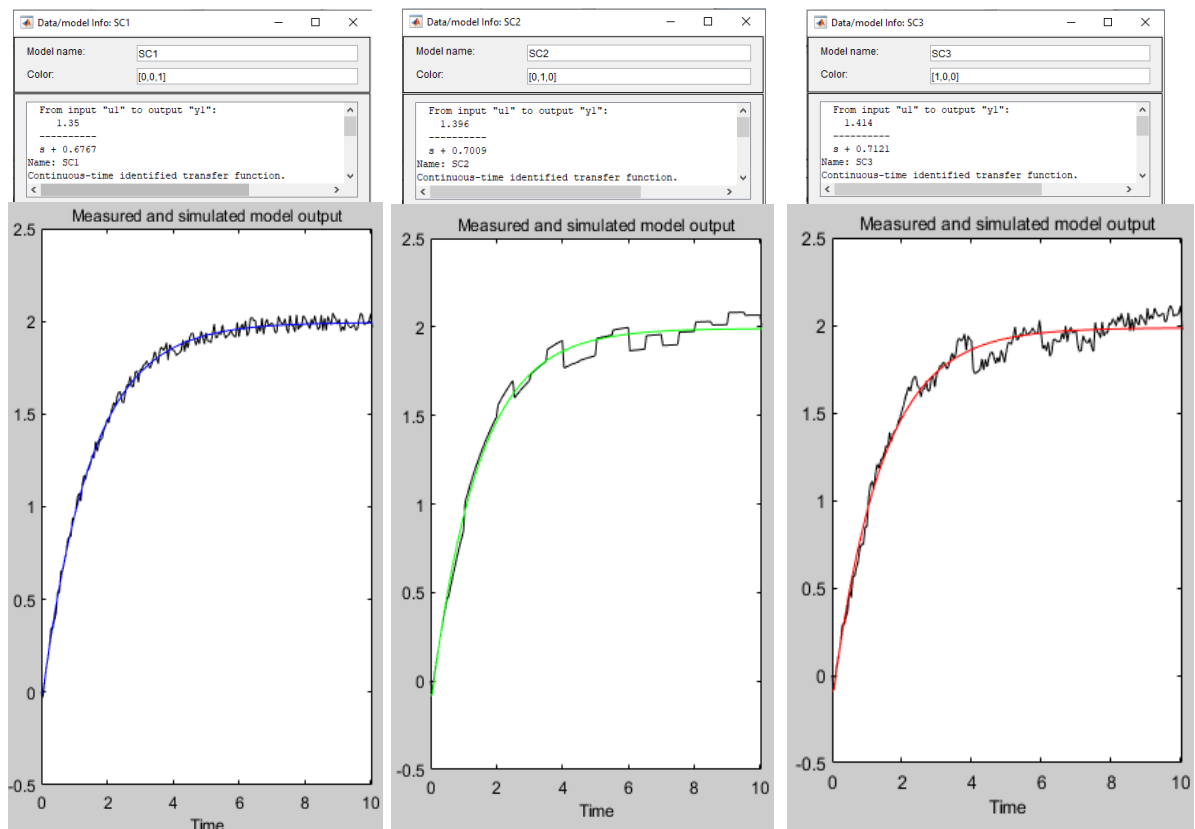 Data/model Info: SC1
Model name:
SC1
Color:
[0,0,1]
From input "u1" to output "y1":
1.35
----------
s + 0.6767
Name: SC1
Continuous-time identified transfer function.
Measured and simulated model output
2.5
2
1.5
1
0.5
0
-0.5
0 2 4 6 8 10
Time
Data/model Info: SC2
Model name:
SC2
Color:
[0,1,0]
From input "u1" to output "y1":
1.396
----------
s + 0.7009
Name: SC2
Continuous-time identified transfer function.
Measured and simulated model output
2.5
2
1.5
1
0.5
0
-0.5
0 2 4 6 8 10
Time
Data/model Info: SC3
Model name:
SC3
Color:
[1,0,0]
From input "u1" to output "y1":
1.414
----------
s + 0.7121
Name: SC3
Continuous-time identified transfer function.
Measured and simulated model output
2.5
2
1.5
1
0.5
0
-0.5
0 2 4 6 8 10
Time